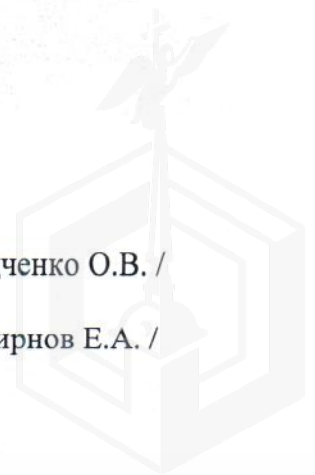 дченко О.В. /
ирнов Е.А. /